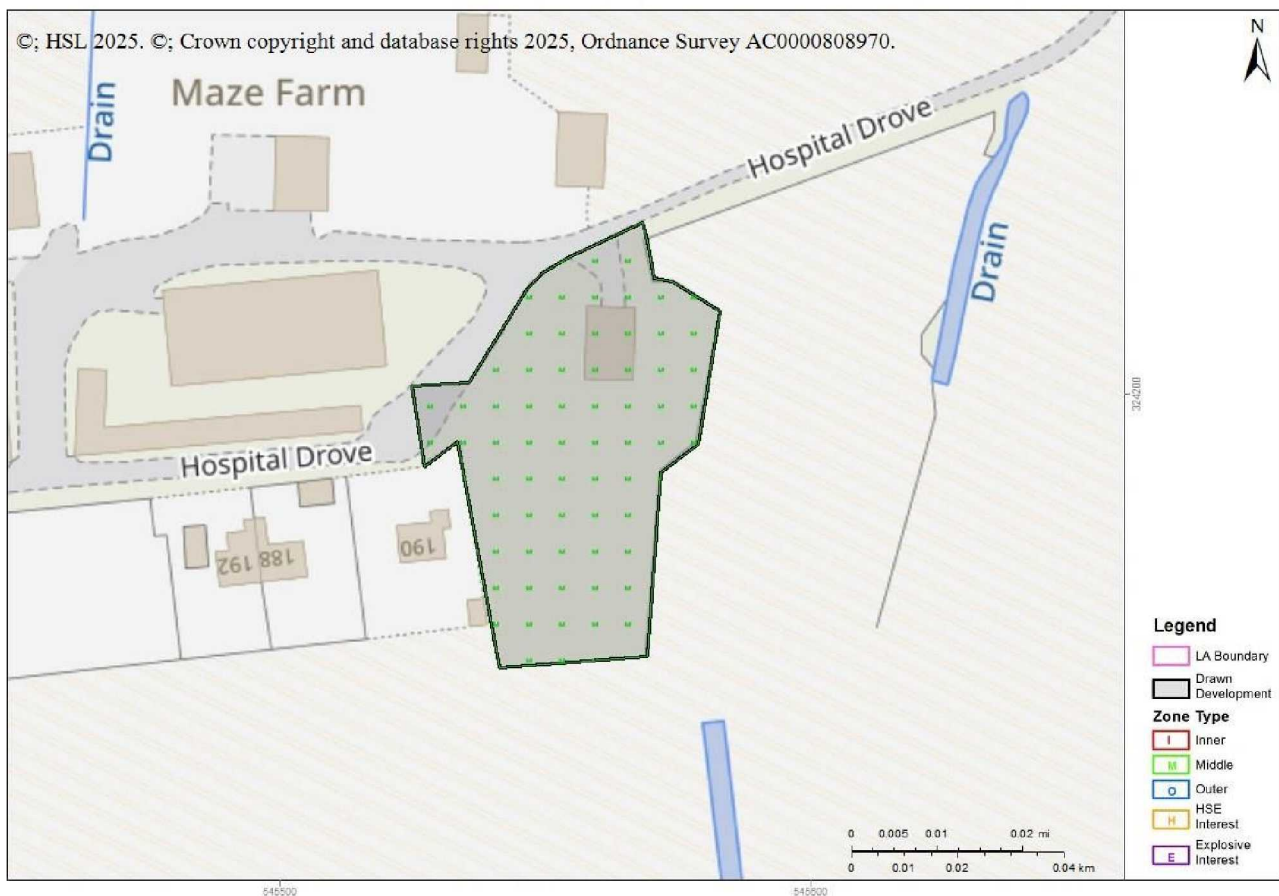 ©; HSL 2025. ©; Crown copyright and database rights 2025, Ordnance Survey AC0000808970.
N
Maze Farm
Drain
Hospital Drove
Drain
324200
Hospital Drove
190
192 188
Legend
LA Boundary
Drawn
Development
Zone Type
I Inner
M Middle
O Outer
H HSE
Interest
E Explosive
Interest
0 0.005 0.01 0.02 mi
0 0.01 0.02 0.04 km